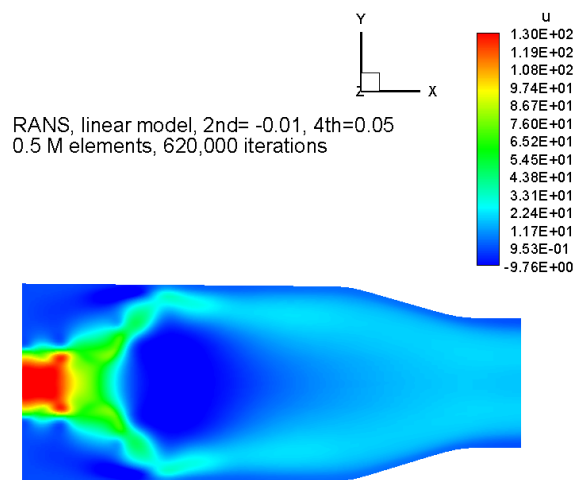 u
Y
Z
X
1.30E+02
1.19E+02
1.08E+02
9.74E+01
8.67E+01
7.60E+01
6.52E+01
5.45E+01
4.38E+01
3.31E+01
2.24E+01
1.17E+01
9.53E-01
-9.76E+00
RANS, linear model, 2nd= -0.01, 4th=0.05
0.5 M elements, 620,000 iterations